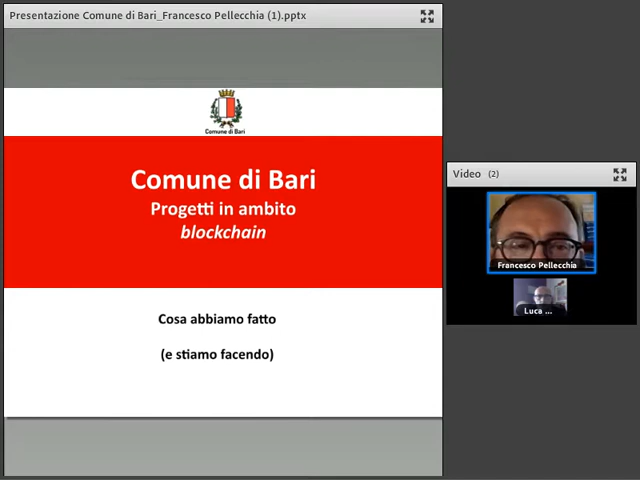 Presentazione Comune di Bari_Francesco Pellecchia (1).pptx
Comune di Bari
Comune di Bari
Progetti in ambito
blockchain
Cosa abbiamo fatto
(e stiamo facendo)
Video (2)
Francesco Pellecchia
Luca ...